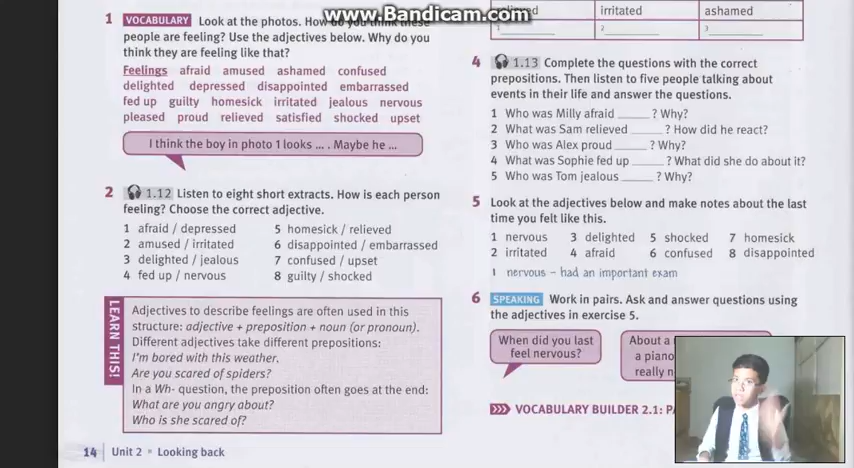 www.Bandicam.com
1 VOCABULARY Look at the photos. How do you think these
people are feeling? Use the adjectives below. Why do you
think they are feeling like that?
Feelings afraid amused ashamed confused
delighted depressed disappointed embarrassed
fed up guilty homesick irritated jealous nervous
pleased proud relieved satisfied shocked upset
I think the boy in photo 1 looks ... . Maybe he ...
2 1.12 Listen to eight short extracts. How is each person
feeling? Choose the correct adjective.
1 afraid / depressed
2 amused / irritated
3 delighted / jealous
4 fed up / nervous
5 homesick / relieved
6 disappointed / embarrassed
7 confused / upset
8 guilty / shocked
LEARN THIS!
Adjectives to describe feelings are often used in this
structure: adjective + preposition + noun (or pronoun).
Different adjectives take different prepositions:
I'm bored with this weather.
Are you scared of spiders?
In a Wh- question, the preposition often goes at the end:
What are you angry about?
Who is she scared of?
14 Unit 2 ▪ Looking back
irritated ashamed
1 ________ 2 ________ 3 ________
4 1.13 Complete the questions with the correct
prepositions. Then listen to five people talking about
events in their life and answer the questions.
1 Who was Milly afraid _____ ? Why?
2 What was Sam relieved _____ ? How did he react?
3 Who was Alex proud _____ ? Why?
4 What was Sophie fed up _____ ? What did she do about it?
5 Who was Tom jealous _____ ? Why?
5 Look at the adjectives below and make notes about the last
time you felt like this.
1 nervous 3 delighted 5 shocked 7 homesick
2 irritated 4 afraid 6 confused 8 disappointed
1 nervous – had an important exam
6 SPEAKING Work in pairs. Ask and answer questions using
the adjectives in exercise 5.
When did you last
feel nervous?
About a
a piano
really
VOCABULARY BUILDER 2.1: